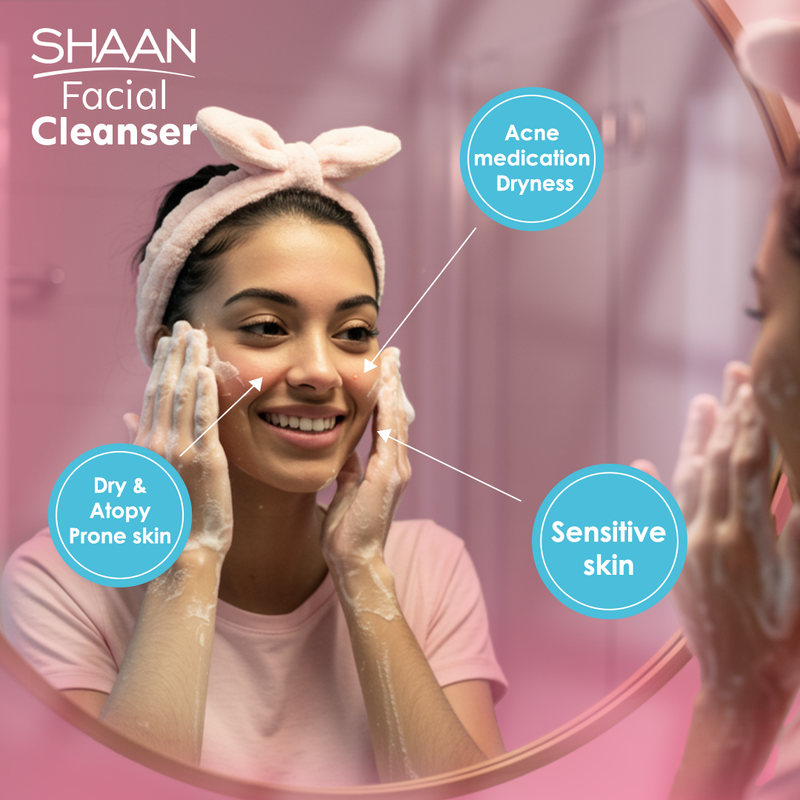 SHAAN
Facial
Cleanser
Acne
medication
Dryness
Dry &
Atopy
Prone skin
Sensitive
skin